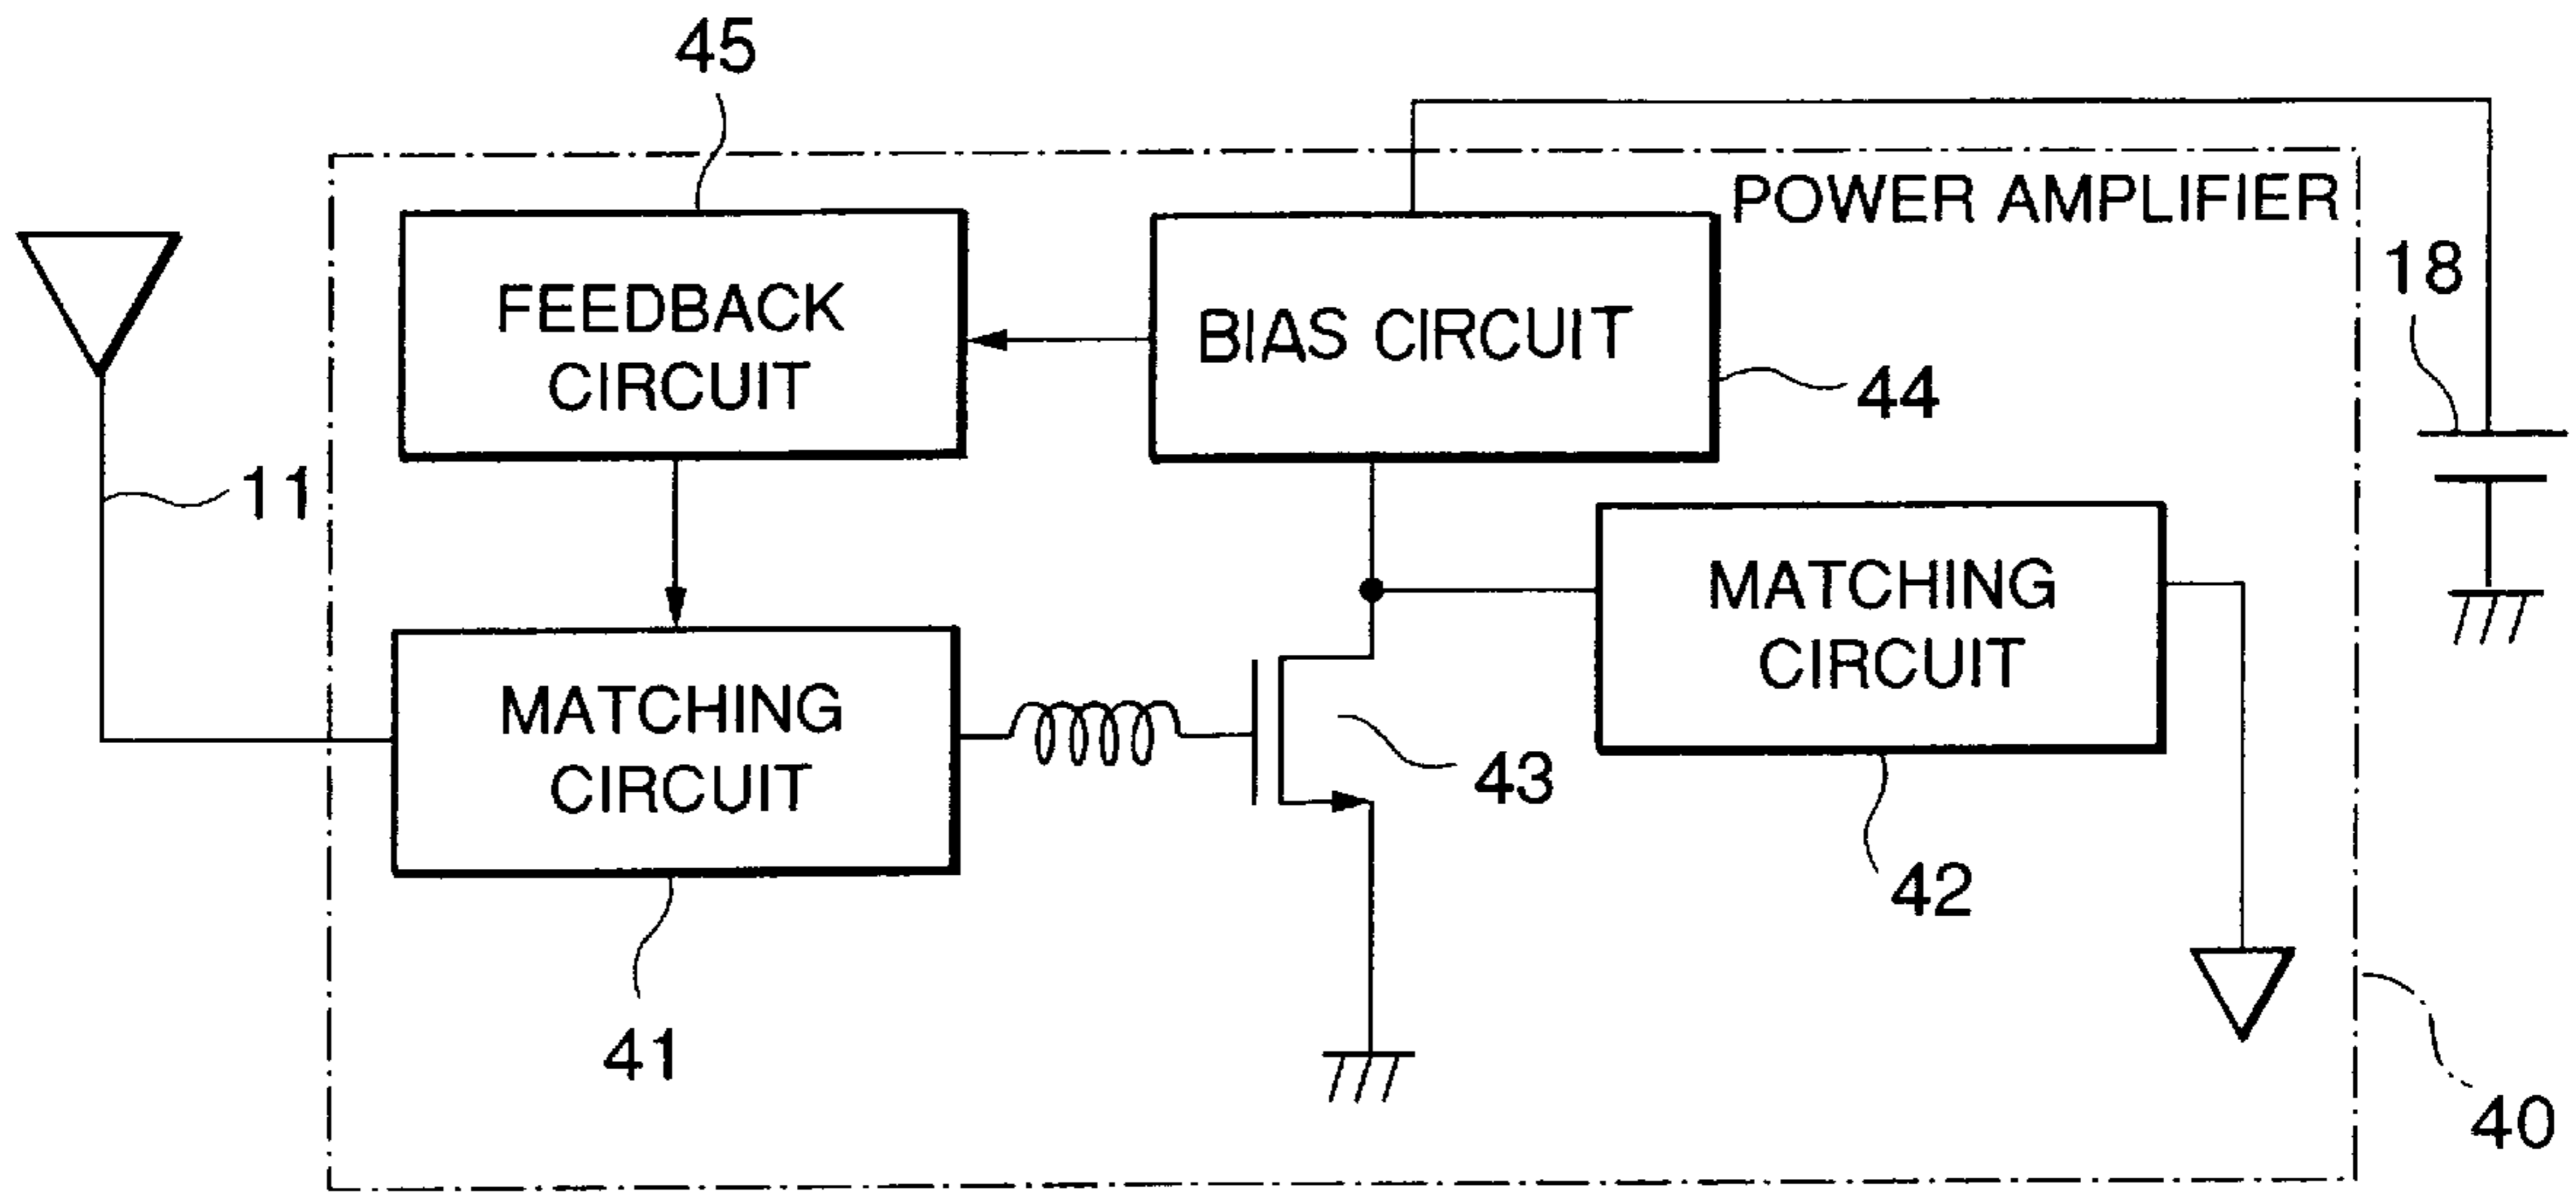 45
POWER AMPLIFIER
FEEDBACK
CIRCUIT
BIAS CIRCUIT
18
44
11
MATCHING
CIRCUIT
MATCHING
CIRCUIT
43
42
41
40